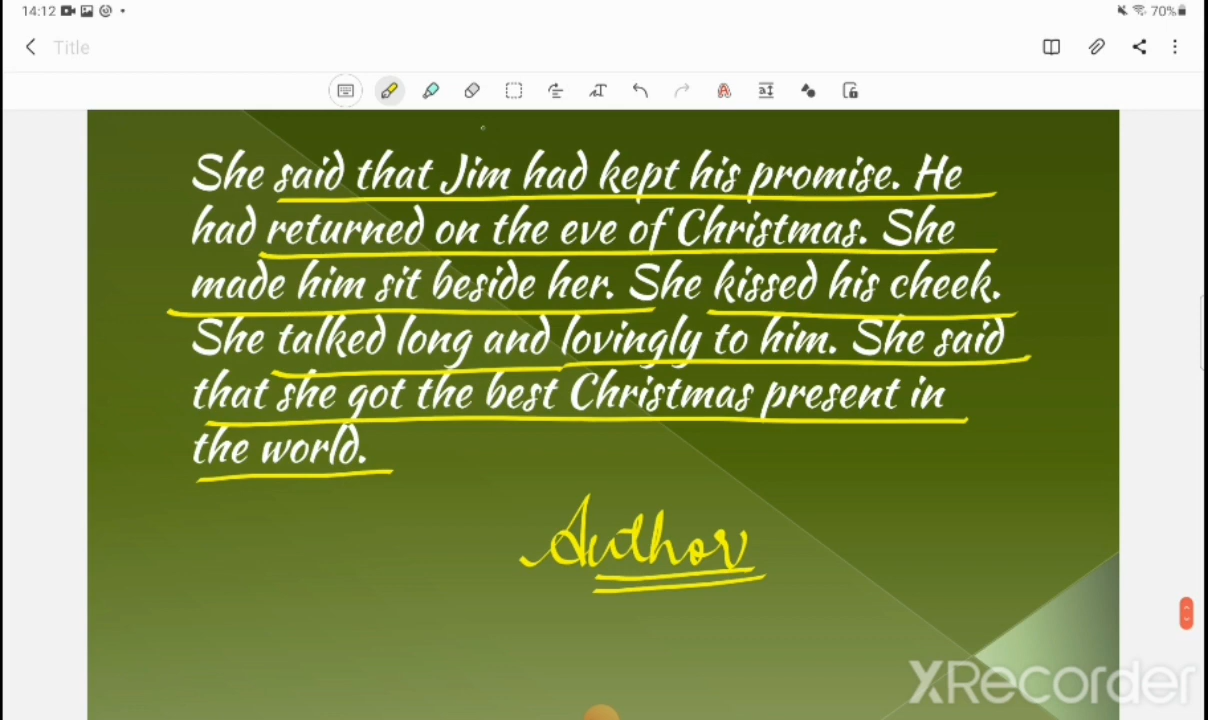 14:12
70%
Title
She said that Jim had kept his promise. He
had returned on the eve of Christmas. She
made him sit beside her. She kissed his cheek.
She talked long and lovingly to him. She said
that she got the best Christmas present in
the world.
Author
XRecorder